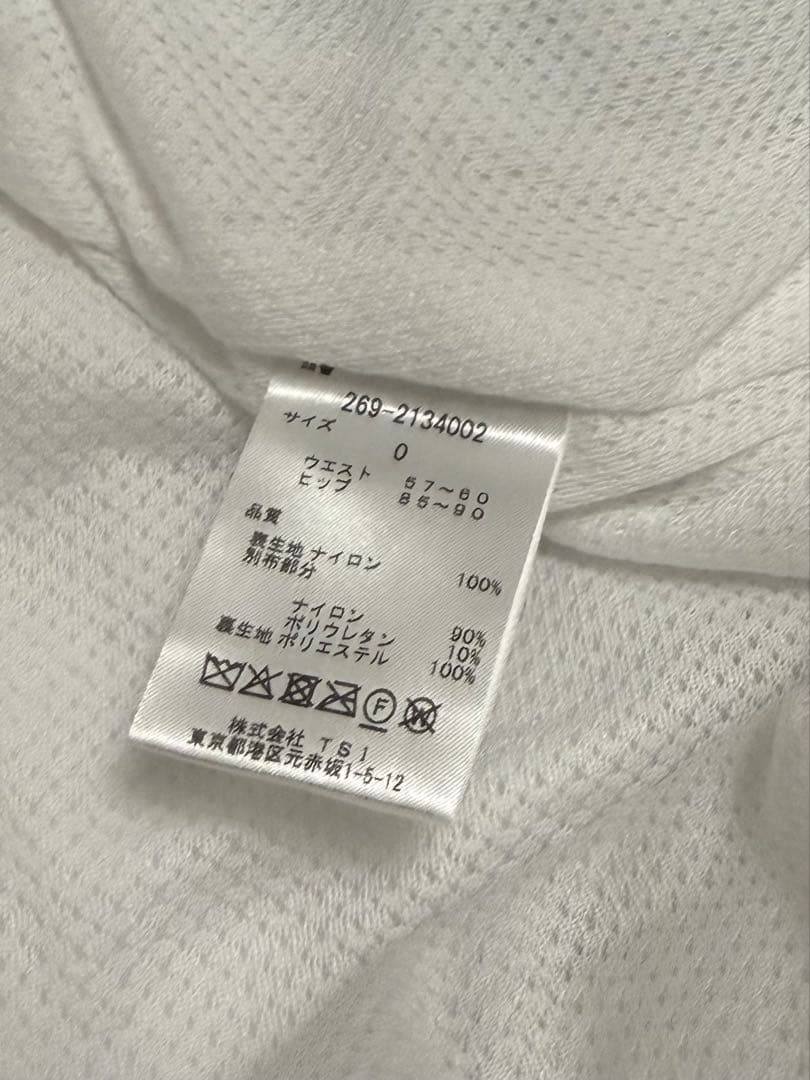 269-2134002
サイズ
0
ウエスト 57～60
ヒップ 85～90
品質
表生地 ナイロン 100%
別布部分
ナイロン 90%
ポリウレタン 10%
裏生地 ポリエステル 100%
F
W
株式会社 TSI
東京都港区元赤坂1-5-12